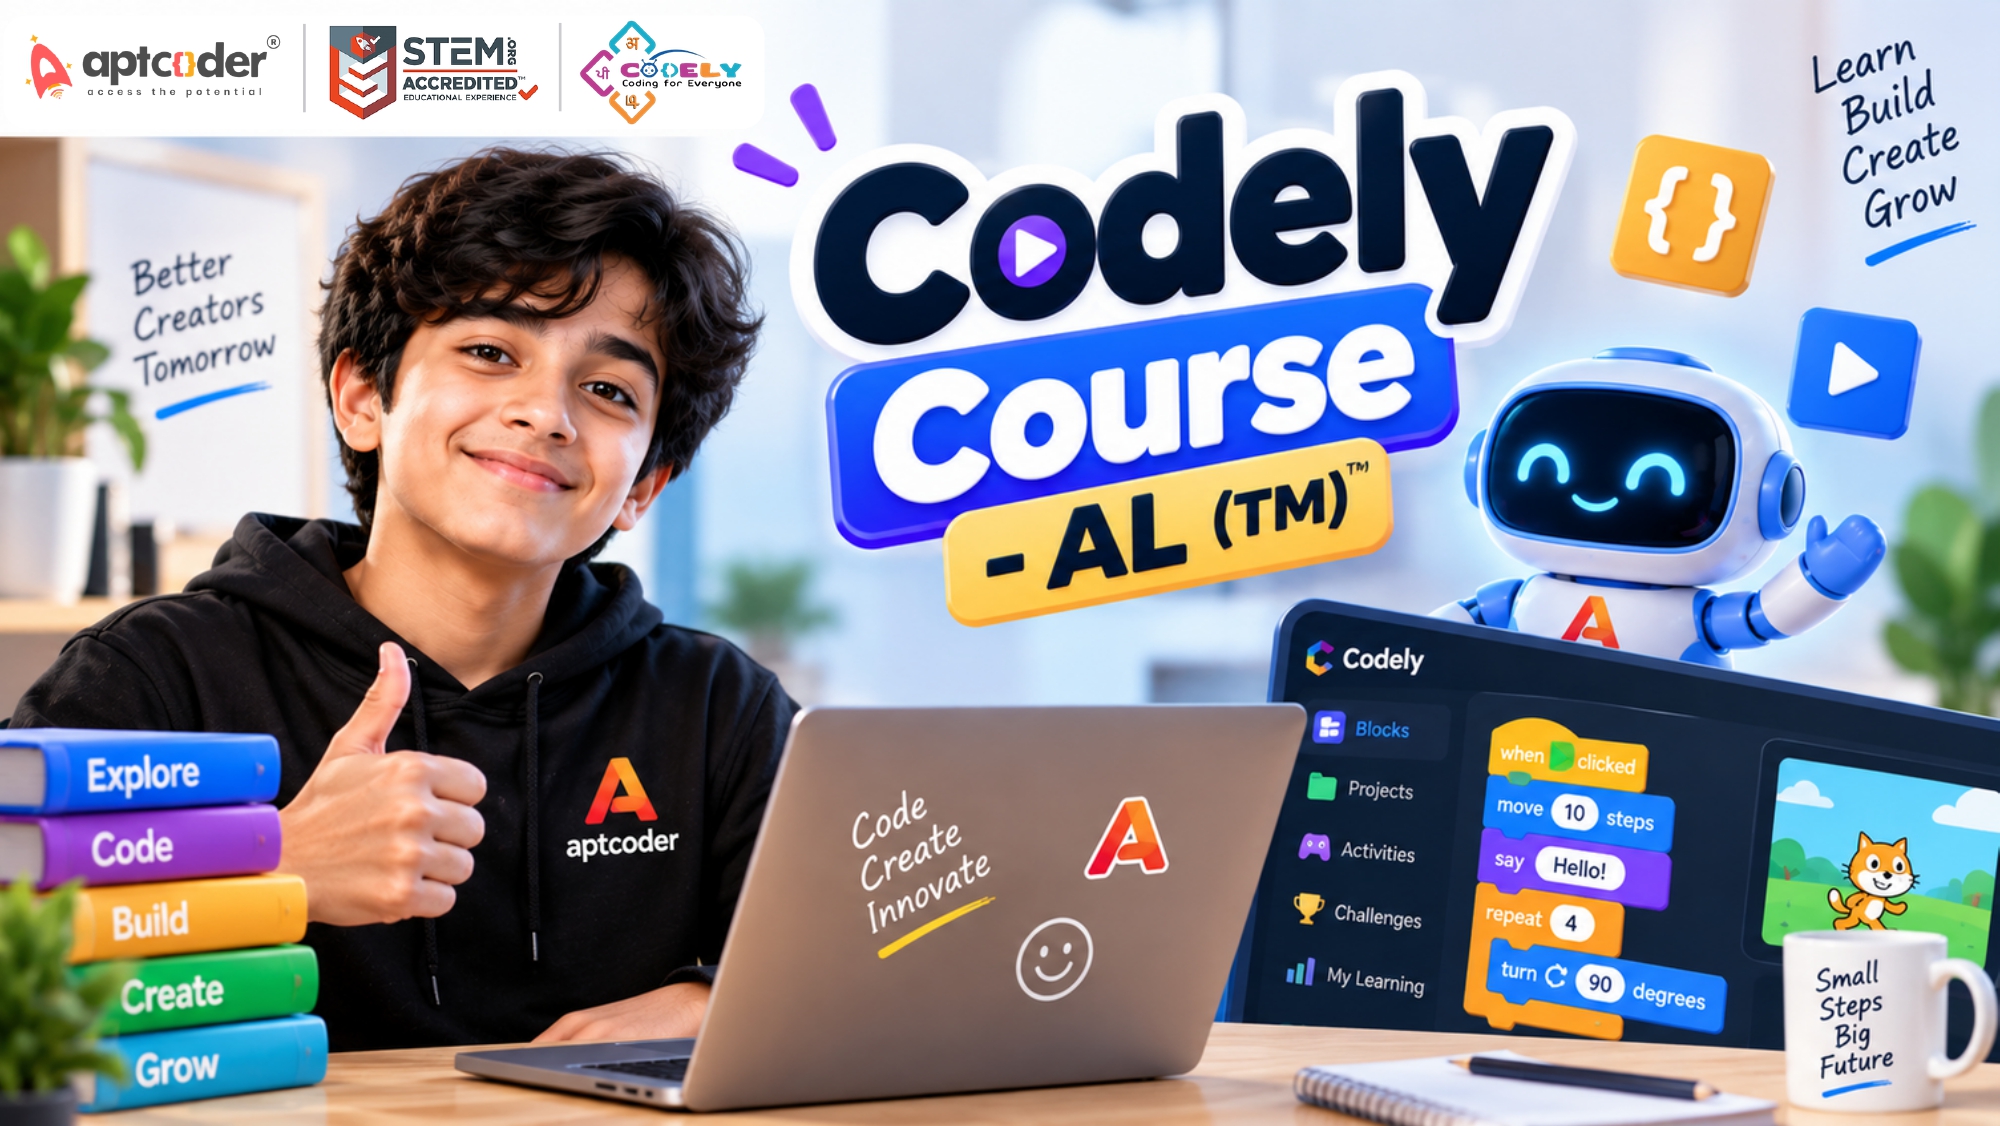 aptcoder®
access the potential
STEM.ORG
ACCREDITED™
EDUCATIONAL EXPERIENCE
अ
पी
CODELY
Coding for Everyone
Learn
Build
Create
Grow
Better
Creators
Tomorrow
Codely
Course
- AL (TM)™
{ }
A
Codely
Blocks
Projects
Activities
Challenges
My Learning
when clicked
move 10 steps
say Hello!
repeat 4
turn 90 degrees
Explore
Code
Build
Create
Grow
A
aptcoder
Code
Create
Innovate
A
Small
Steps
Big
Future